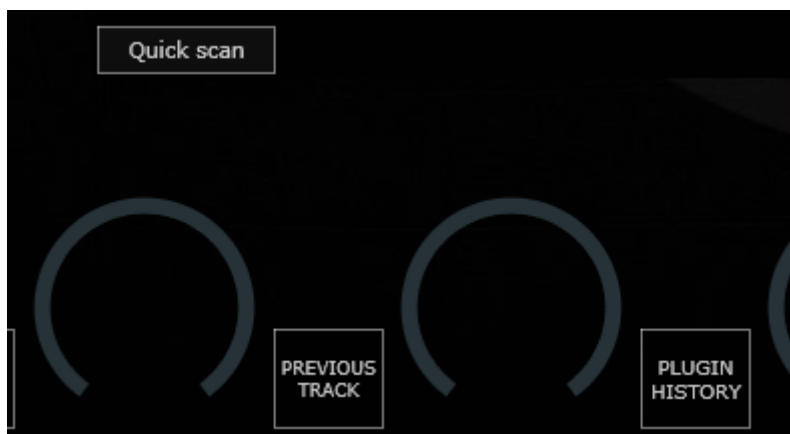 Quick scan
PREVIOUS
TRACK
PLUGIN
HISTORY